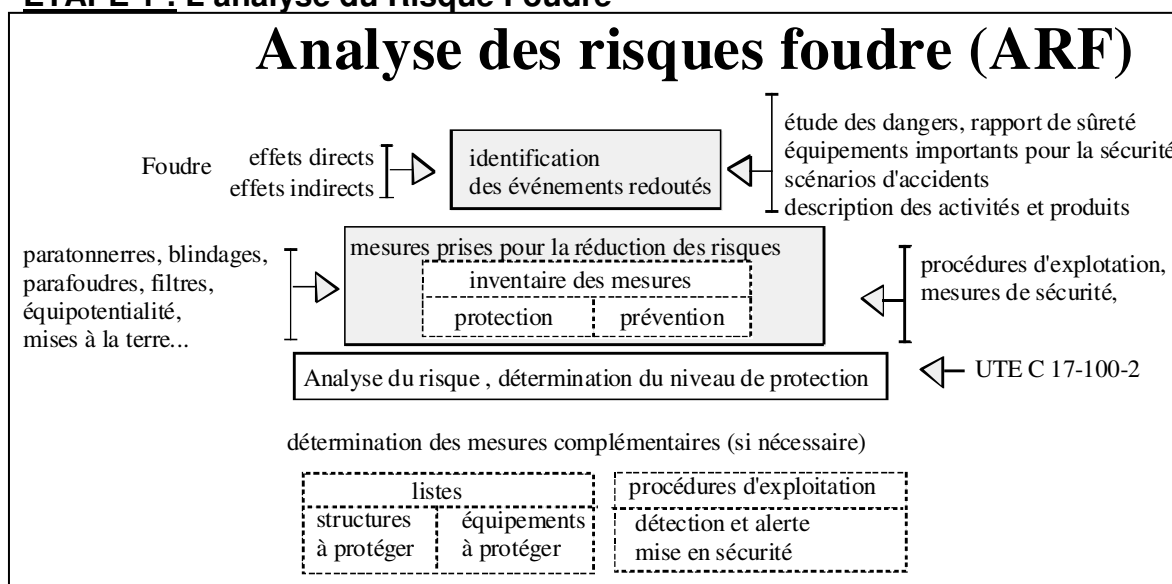 ETAPE 1 : L'analyse du Risque Foudre
Analyse des risques foudre (ARF)
Foudre
effets directs
effets indirects
identification
des événements redoutés
étude des dangers, rapport de sûreté
équipements importants pour la sécurité
scénarios d'accidents
description des activités et produits
paratonnerres, blindages,
parafoudres, filtres,
équipotentialité,
mises à la terre...
mesures prises pour la réduction des risques
inventaire des mesures
protection
prévention
procédures d'explotation,
mesures de sécurité,
Analyse du risque , détermination du niveau de protection
UTE C 17-100-2
détermination des mesures complémentaires (si nécessaire)
listes
structures
à protéger
équipements
à protéger
procédures d'exploitation
détection et alerte
mise en sécurité